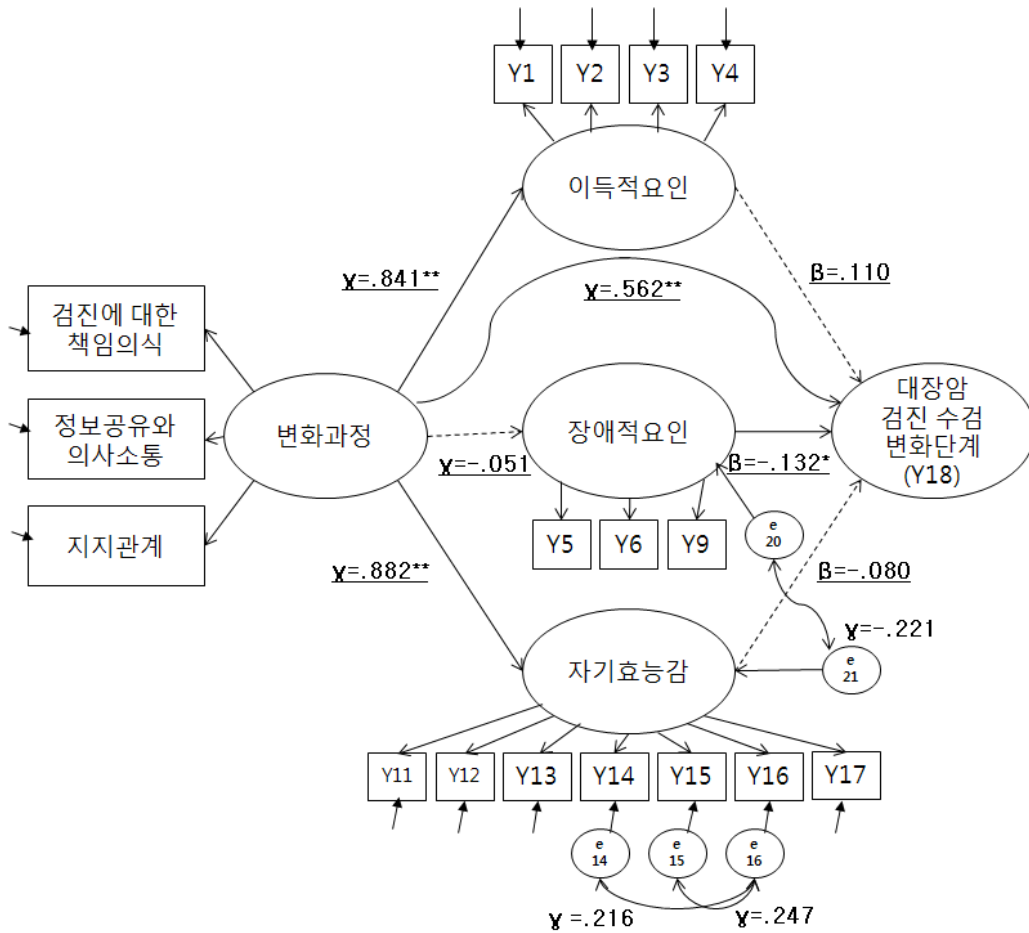 Y1 Y2 Y3 Y4
이득적요인
ɣ=.841**
ɣ=.562**
β=.110
검진에 대한
책임의식
정보공유와
의사소통
지지관계
변화과정
ɣ=-.051
장애적요인
β=-.132*
대장암
검진 수검
변화단계
(Y18)
Y5 Y6 Y9
e
20
ɣ=.882**
β=-.080
ɣ=-.221
e
21
자기효능감
Y11 Y12 Y13 Y14 Y15 Y16 Y17
e
14
e
15
e
16
ɣ =.216
ɣ=.247